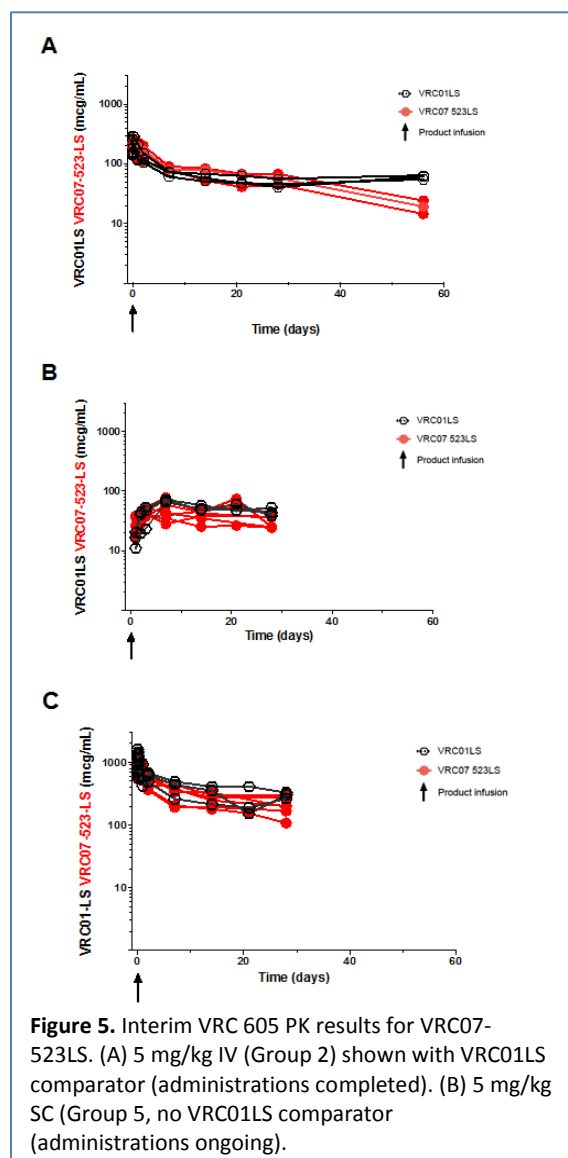 A
VRC01LS VRC07-523-LS (mcg/mL)
1000
100
10
VRC01LS
VRC07 523LS
Product infusion
0
20
40
60
Time (days)
B
VRC01LS VRC07-523-LS (mcg/mL)
1000
100
10
VRC01LS
VRC07 523LS
Product infusion
0
20
40
60
Time (days)
C
VRC01-LS VRC07-523-LS (mcg/mL)
1000
100
10
VRC01LS
VRC07 523LS
Product infusion
0
20
40
60
Time (days)
Figure 5. Interim VRC 605 PK results for VRC07-
523LS. (A) 5 mg/kg IV (Group 2) shown with VRC01LS
comparator (administrations completed). (B) 5 mg/kg
SC (Group 5, no VRC01LS comparator
(administrations ongoing).